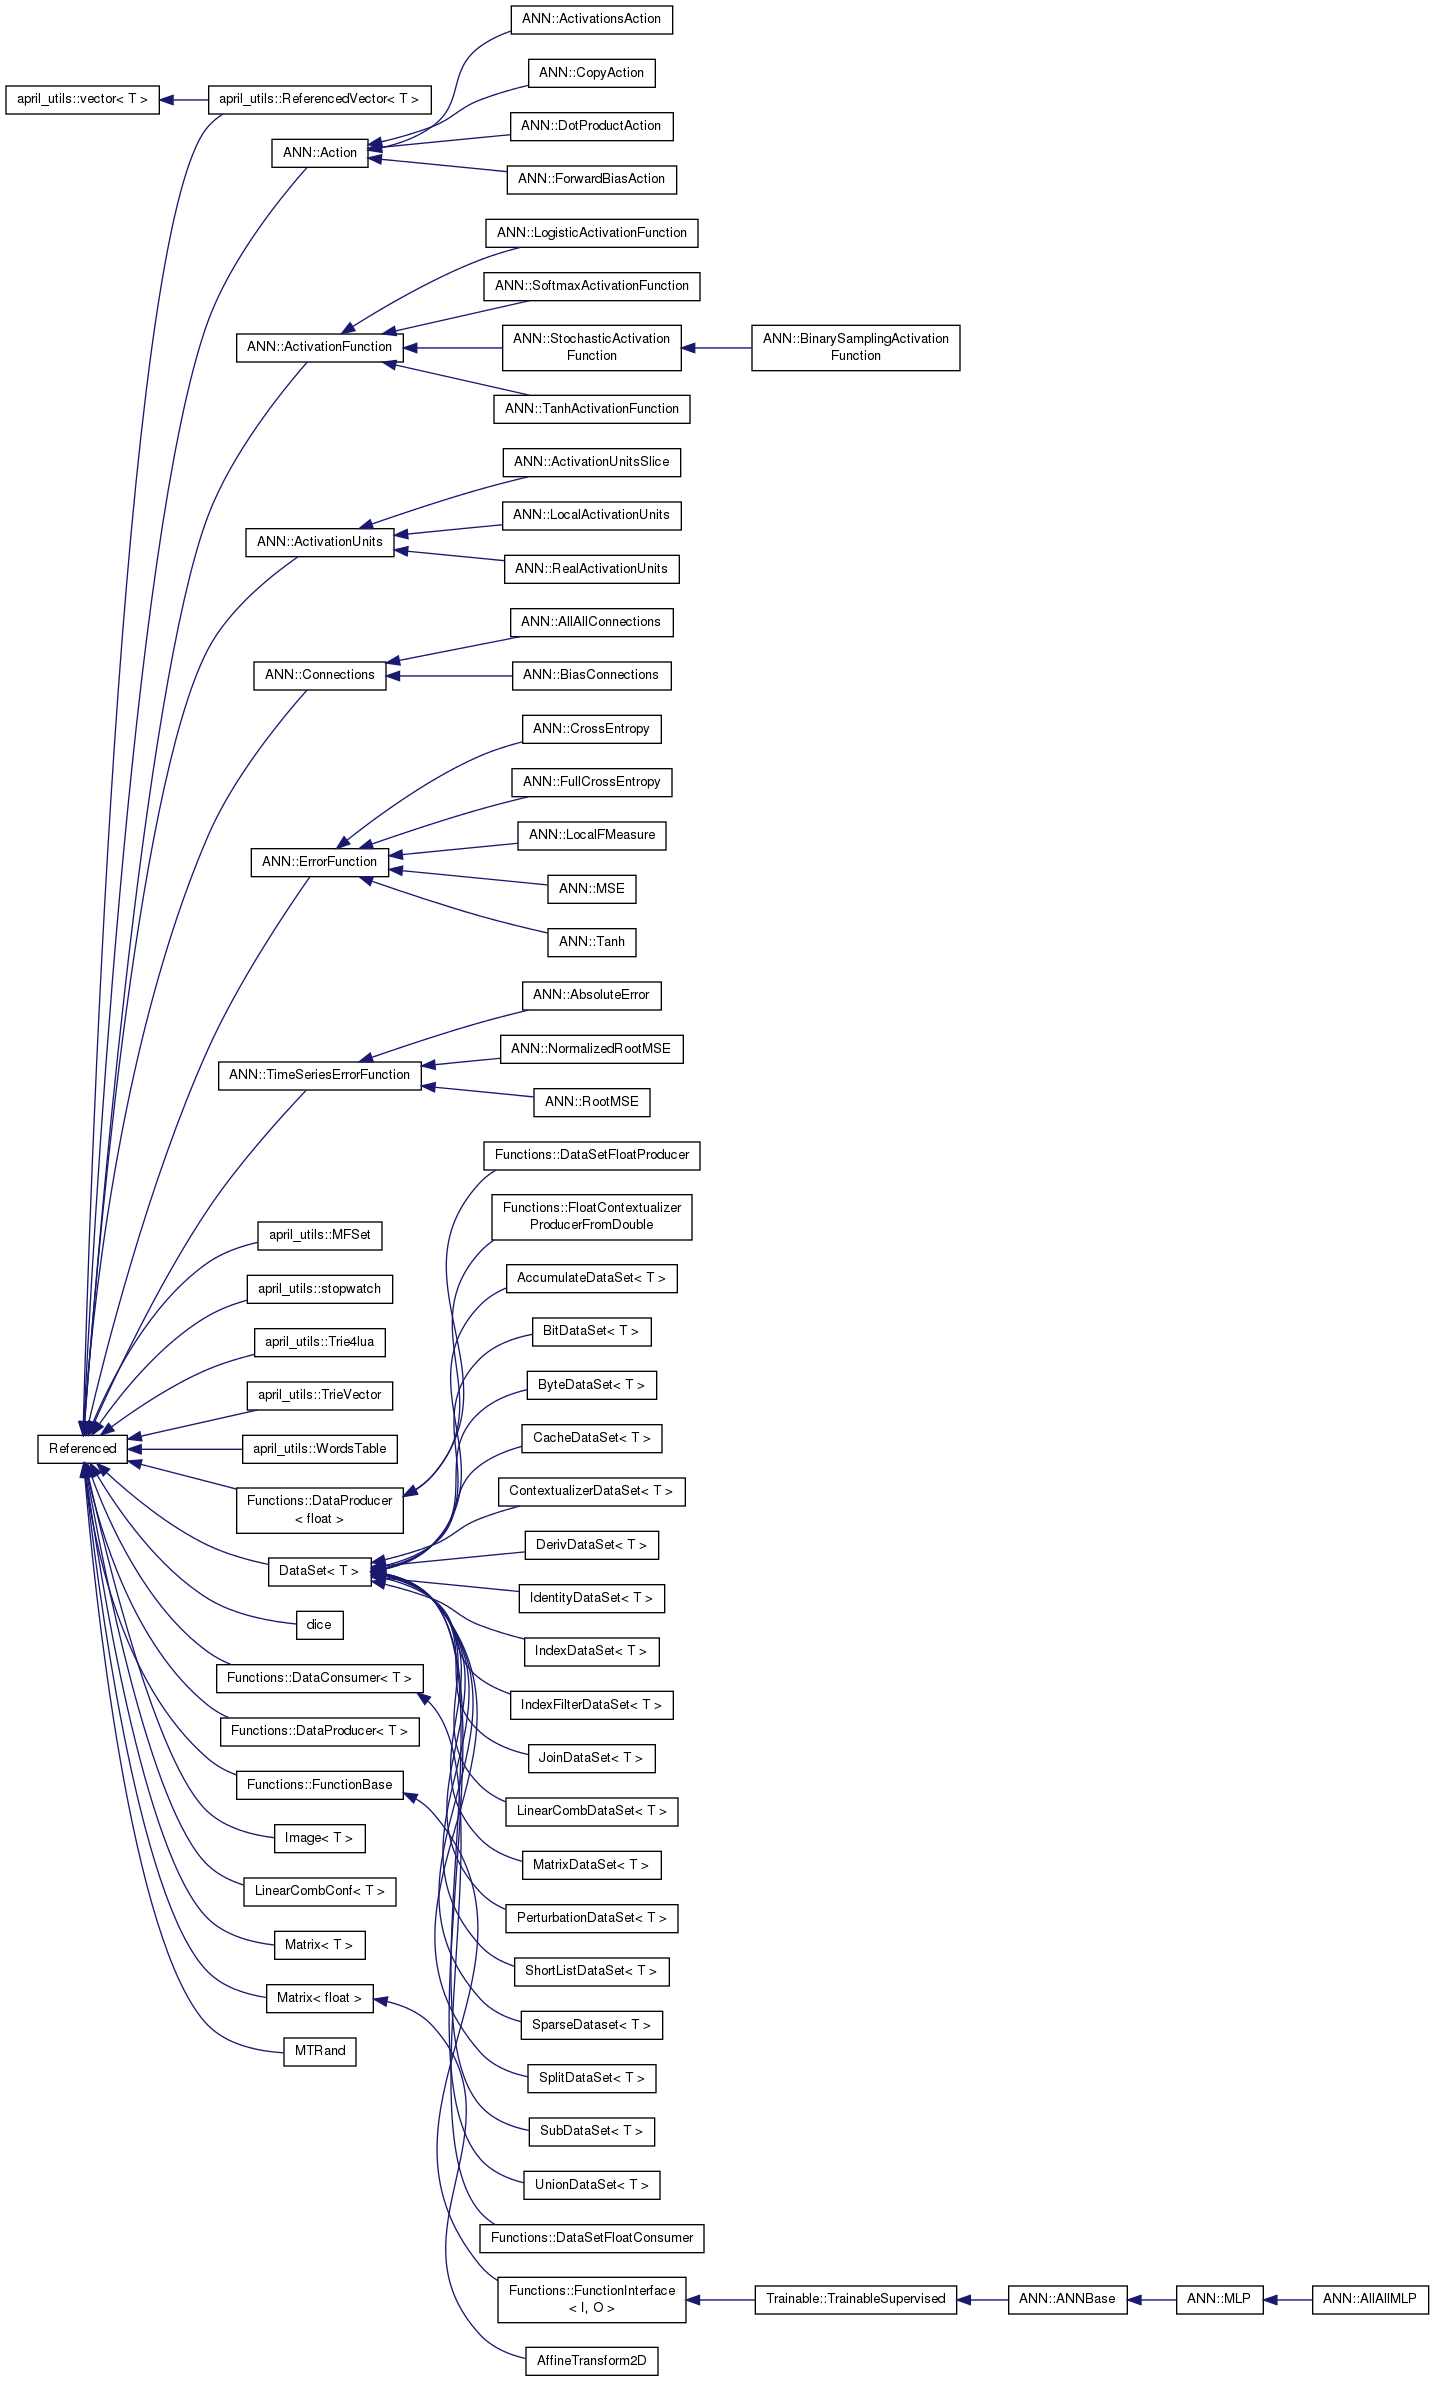 ANN::ActivationsAction
ANN::CopyAction
april_utils::vector< T >
april_utils::ReferencedVector< T >
ANN::DotProductAction
ANN::Action
ANN::ForwardBiasAction
ANN::LogisticActivationFunction
ANN::SoftmaxActivationFunction
ANN::ActivationFunction
ANN::StochasticActivation
Function
ANN::BinarySamplingActivation
Function
ANN::TanhActivationFunction
ANN::ActivationUnitsSlice
ANN::LocalActivationUnits
ANN::ActivationUnits
ANN::RealActivationUnits
ANN::AllAllConnections
ANN::Connections
ANN::BiasConnections
ANN::CrossEntropy
ANN::FullCrossEntropy
ANN::LocalFMeasure
ANN::ErrorFunction
ANN::MSE
ANN::Tanh
ANN::AbsoluteError
ANN::NormalizedRootMSE
ANN::TimeSeriesErrorFunction
ANN::RootMSE
Functions::DataSetFloatProducer
Functions::FloatContextualizer
ProducerFromDouble
april_utils::MFSet
AccumulateDataSet< T >
april_utils::stopwatch
BitDataSet< T >
april_utils::Trie4lua
ByteDataSet< T >
april_utils::TrieVector
CacheDataSet< T >
Referenced
april_utils::WordsTable
ContextualizerDataSet< T >
Functions::DataProducer
< float >
DerivDataSet< T >
DataSet< T >
IdentityDataSet< T >
dice
IndexDataSet< T >
Functions::DataConsumer< T >
IndexFilterDataSet< T >
Functions::DataProducer< T >
JoinDataSet< T >
Functions::FunctionBase
LinearCombDataSet< T >
Image< T >
MatrixDataSet< T >
LinearCombConf< T >
PerturbationDataSet< T >
Matrix< T >
ShortListDataSet< T >
Matrix< float >
SparseDataset< T >
MTRand
SplitDataSet< T >
SubDataSet< T >
UnionDataSet< T >
Functions::DataSetFloatConsumer
Functions::FunctionInterface
< I, O >
Trainable::TrainableSupervised
ANN::ANNBase
ANN::MLP
ANN::AllAllMLP
AffineTransform2D